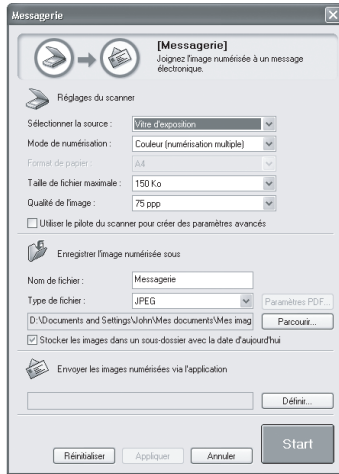 Messagerie
[Messagerie]
Joignez l'image numérisée à un message
électronique.
Réglages du scanner
Sélectionner la source :
Vitre d'exposition
Mode de numérisation :
Couleur (numérisation multiple)
Format de papier :
A4
Taille de fichier maximale :
150 Ko
Qualité de l'image :
75 ppp
Utiliser le pilote du scanner pour créer des paramètres avancés
Enregistrer l'image numérisée sous
Nom de fichier :
Messagerie
Type de fichier :
JPEG
Paramètres PDF...
D:\Documents and Settings\John\Mes documents\Mes imag
Parcourir...
Stocker les images dans un sous-dossier avec la date d'aujourd'hui
Envoyer les images numérisées via l'application
Définir...
Réinitialiser
Appliquer
Annuler
Start